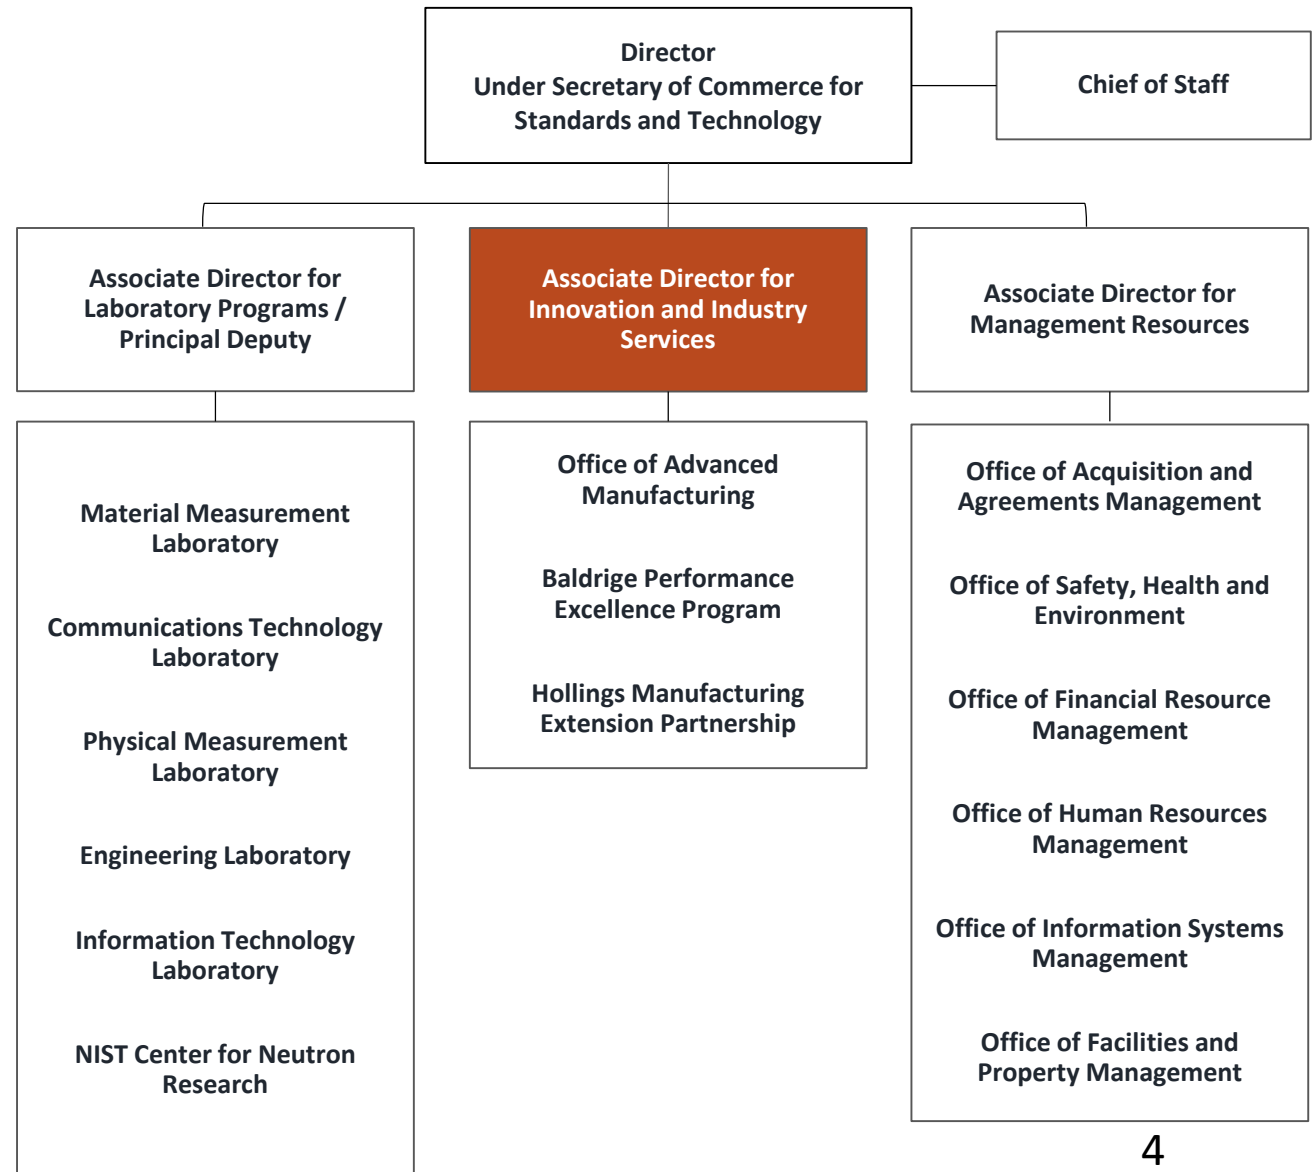 Director
Under Secretary of Commerce for
Standards and Technology
Chief of Staff
Associate Director for
Laboratory Programs /
Principal Deputy
Associate Director for
Innovation and Industry
Services
Associate Director for
Management Resources
Material Measurement
Laboratory
Communications Technology
Laboratory
Physical Measurement
Laboratory
Engineering Laboratory
Information Technology
Laboratory
NIST Center for Neutron
Research
Office of Advanced
Manufacturing
Baldrige Performance
Excellence Program
Hollings Manufacturing
Extension Partnership
Office of Acquisition and
Agreements Management
Office of Safety, Health and
Environment
Office of Financial Resource
Management
Office of Human Resources
Management
Office of Information Systems
Management
Office of Facilities and
Property Management
4